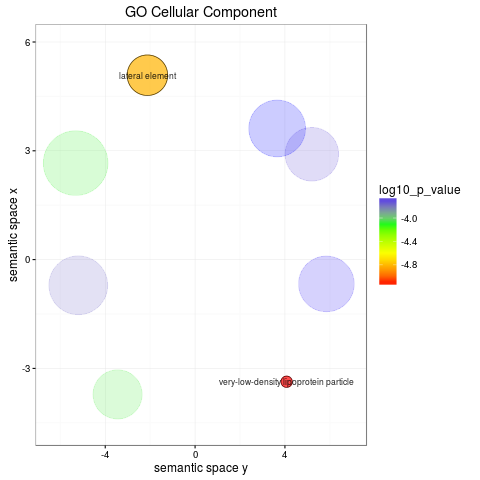 GO Cellular Component
6
lateral element
3
log10_p_value
-4.0
-4.4
-4.8
semantic space x
0
-3
very-low-density lipoprotein particle
-4
0
4
semantic space y